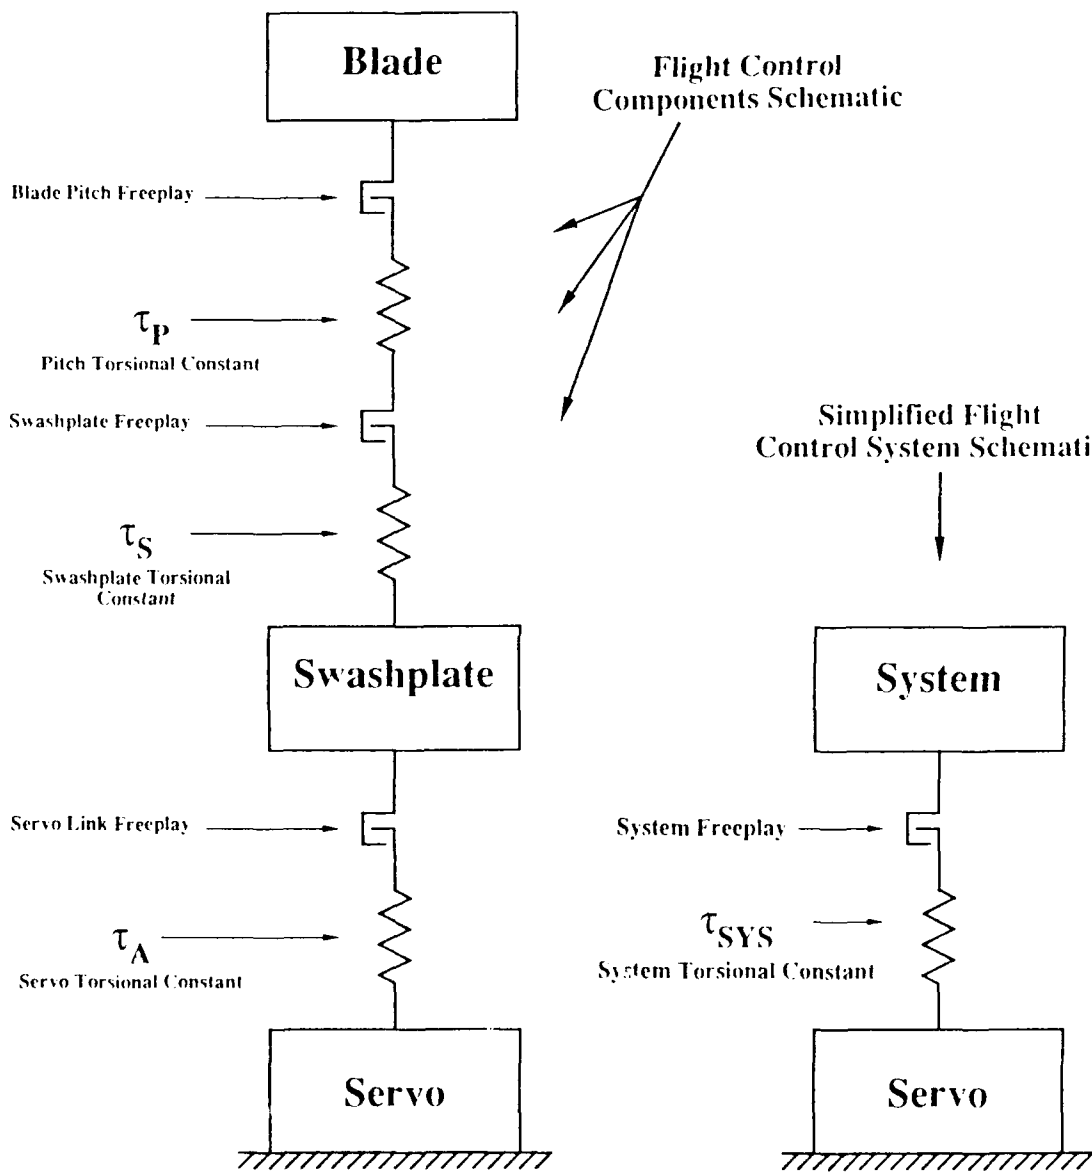 Blade
Flight Control
Components Schematic
Blade Pitch Freeplay
τP
Pitch Torsional Constant
Swashplate Freeplay
Simplified Flight
Control System Schemati
τS
Swashplate Torsional
Constant
Swashplate
System
Servo Link Freeplay
System Freeplay
τA
Servo Torsional Constant
τSYS
System Torsional Constant
Servo
Servo